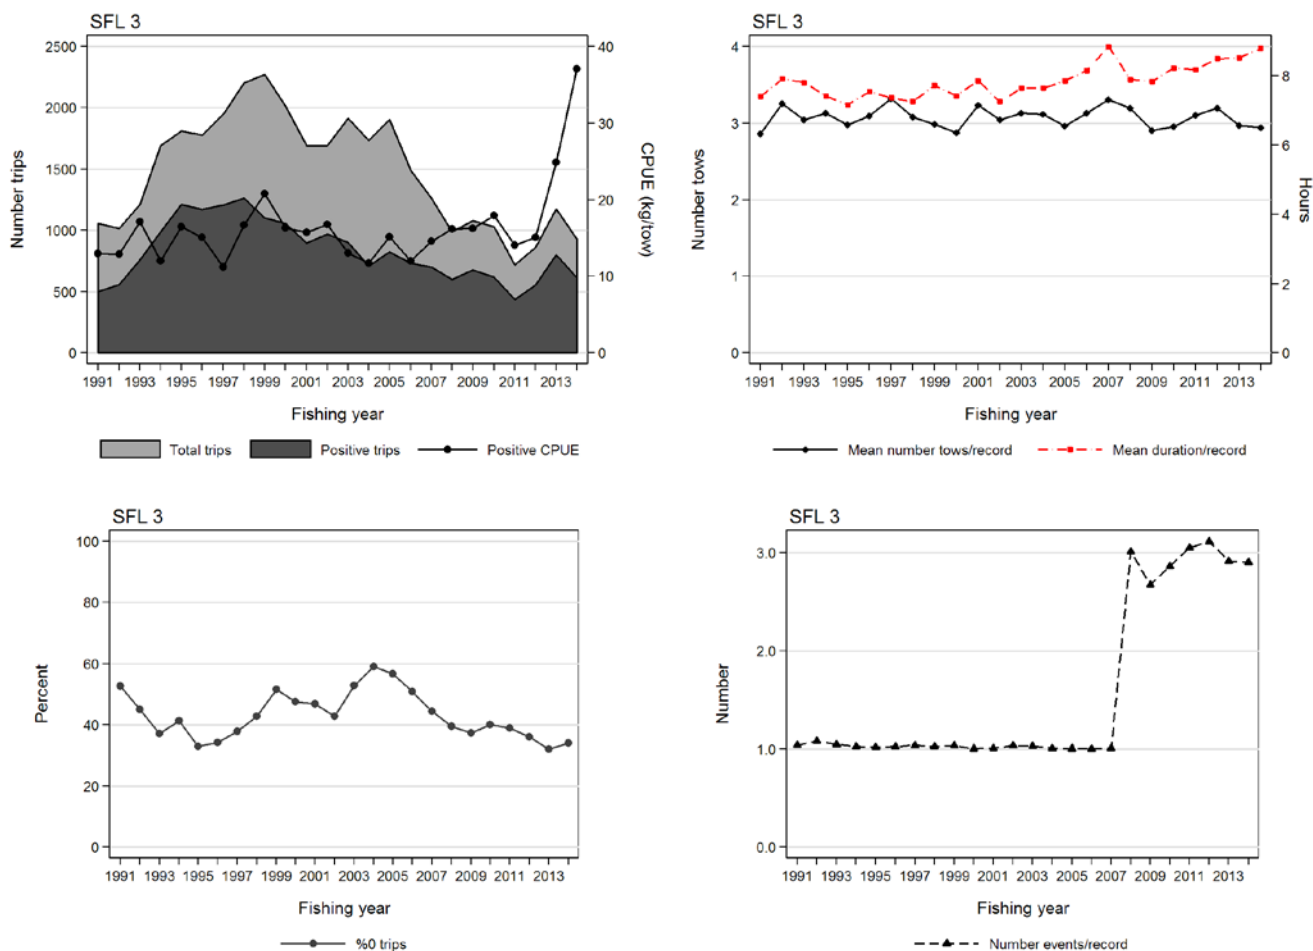 SFL 3
2500
2000
1500
1000
500
0
Number trips
40
30
20
10
0
CPUE (kg/tow)
1991 1993 1995 1997 1999 2001 2003 2005 2007 2009 2011 2013
Fishing year
Total trips Positive trips Positive CPUE
SFL 3
4
3
2
1
0
Number tows
8
6
4
2
0
Hours
1991 1993 1995 1997 1999 2001 2003 2005 2007 2009 2011 2013
Fishing year
Mean number tows/record Mean duration/record
SFL 3
100
80
60
40
20
0
Percent
1991 1993 1995 1997 1999 2001 2003 2005 2007 2009 2011 2013
Fishing year
%0 trips
SFL 3
3.0
2.0
1.0
0.0
Number
1991 1993 1995 1997 1999 2001 2003 2005 2007 2009 2011 2013
Fishing year
Number events/record